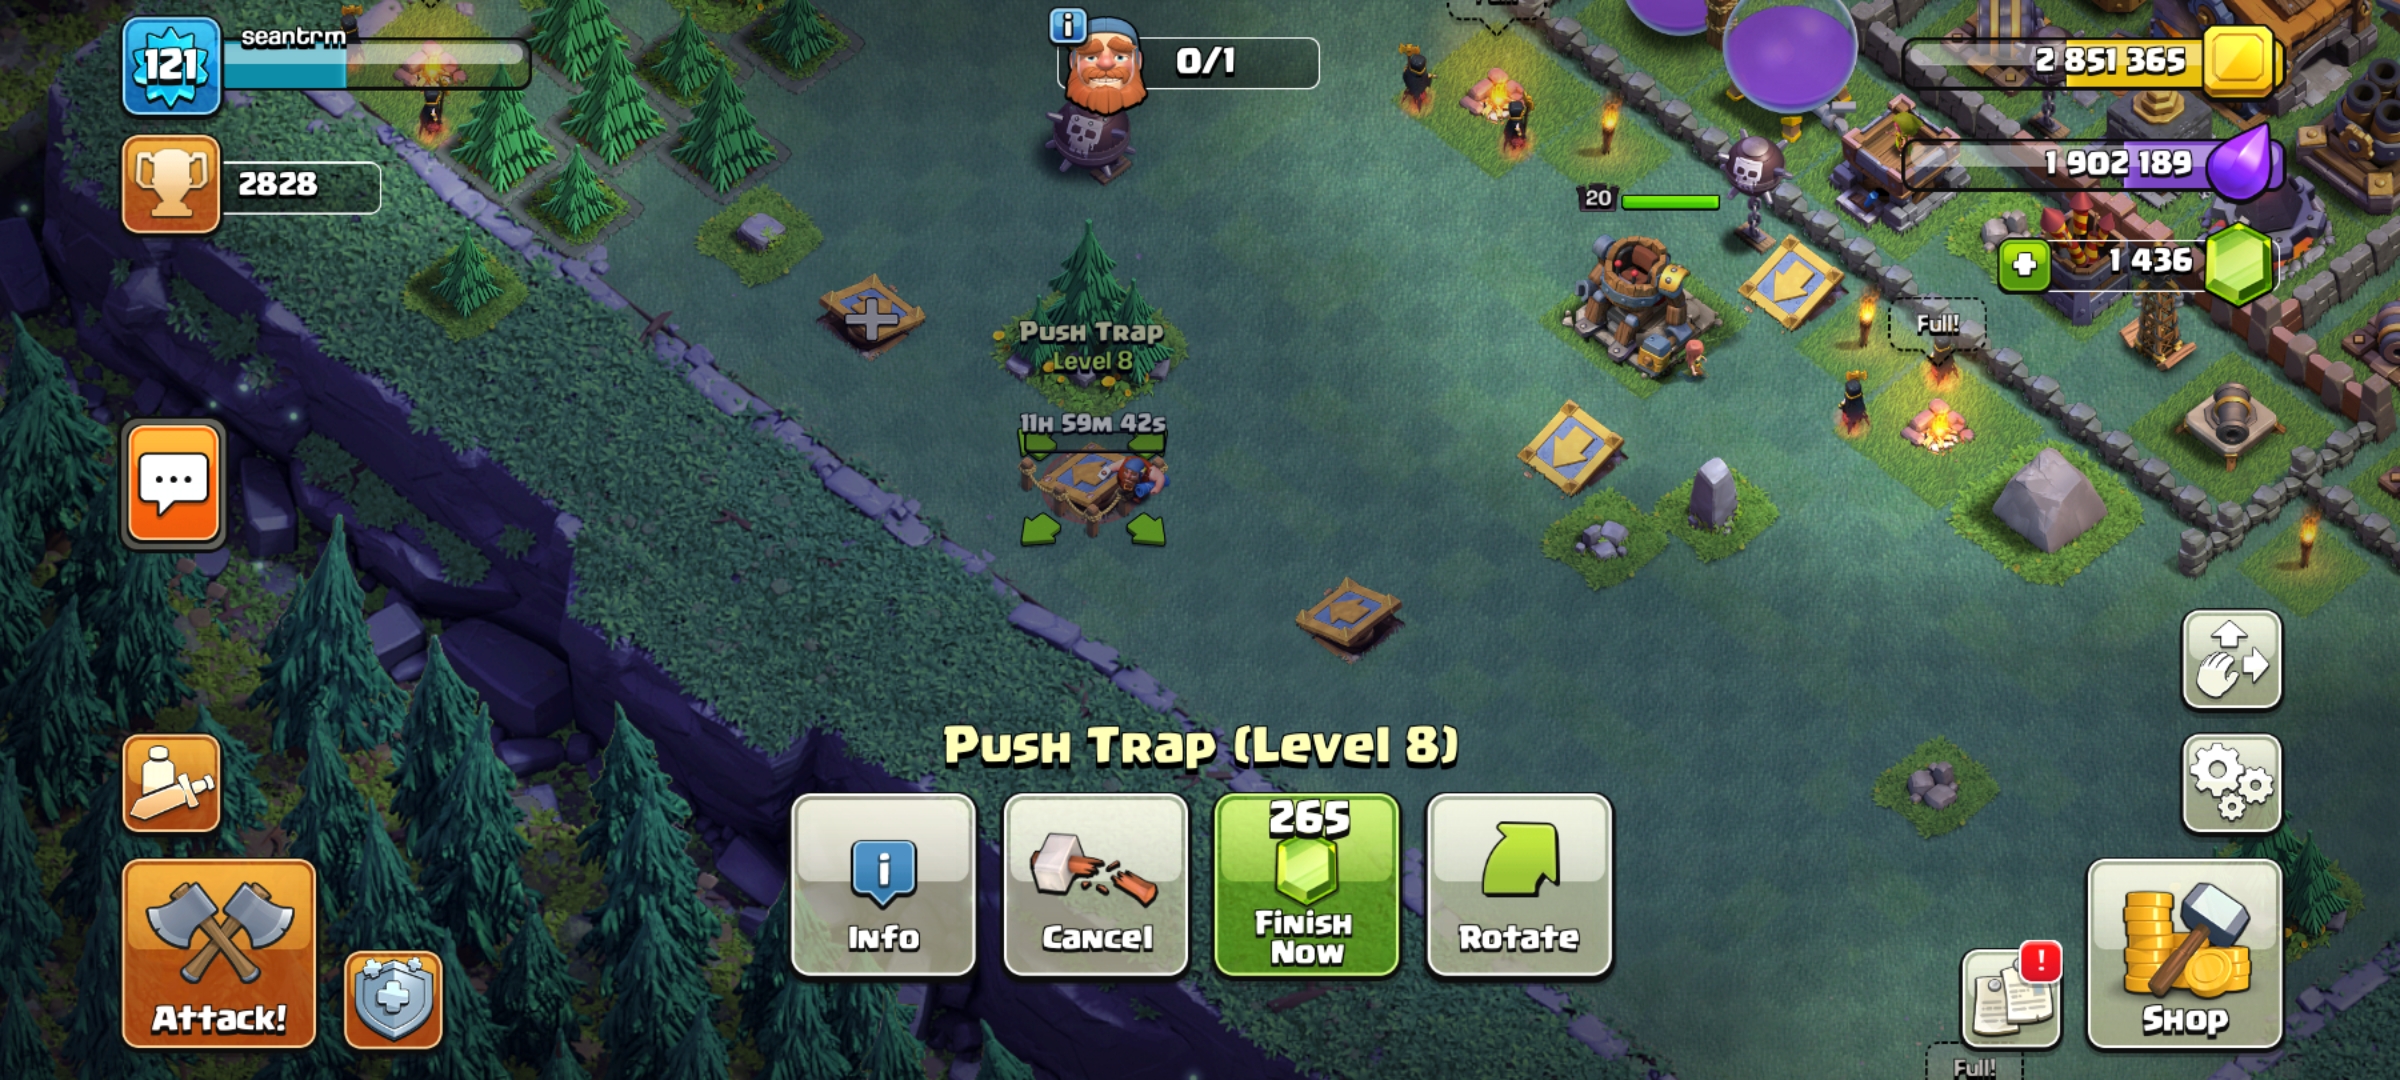 121
seantrm
0/1
2 851 365
2828
1 902 189
20
1 436
Full!
Push Trap
Level 8
11H 59M 42s
Push Trap (Level 8)
Info
Cancel
265
Finish
Now
Rotate
Attack!
!
Shop
Full!